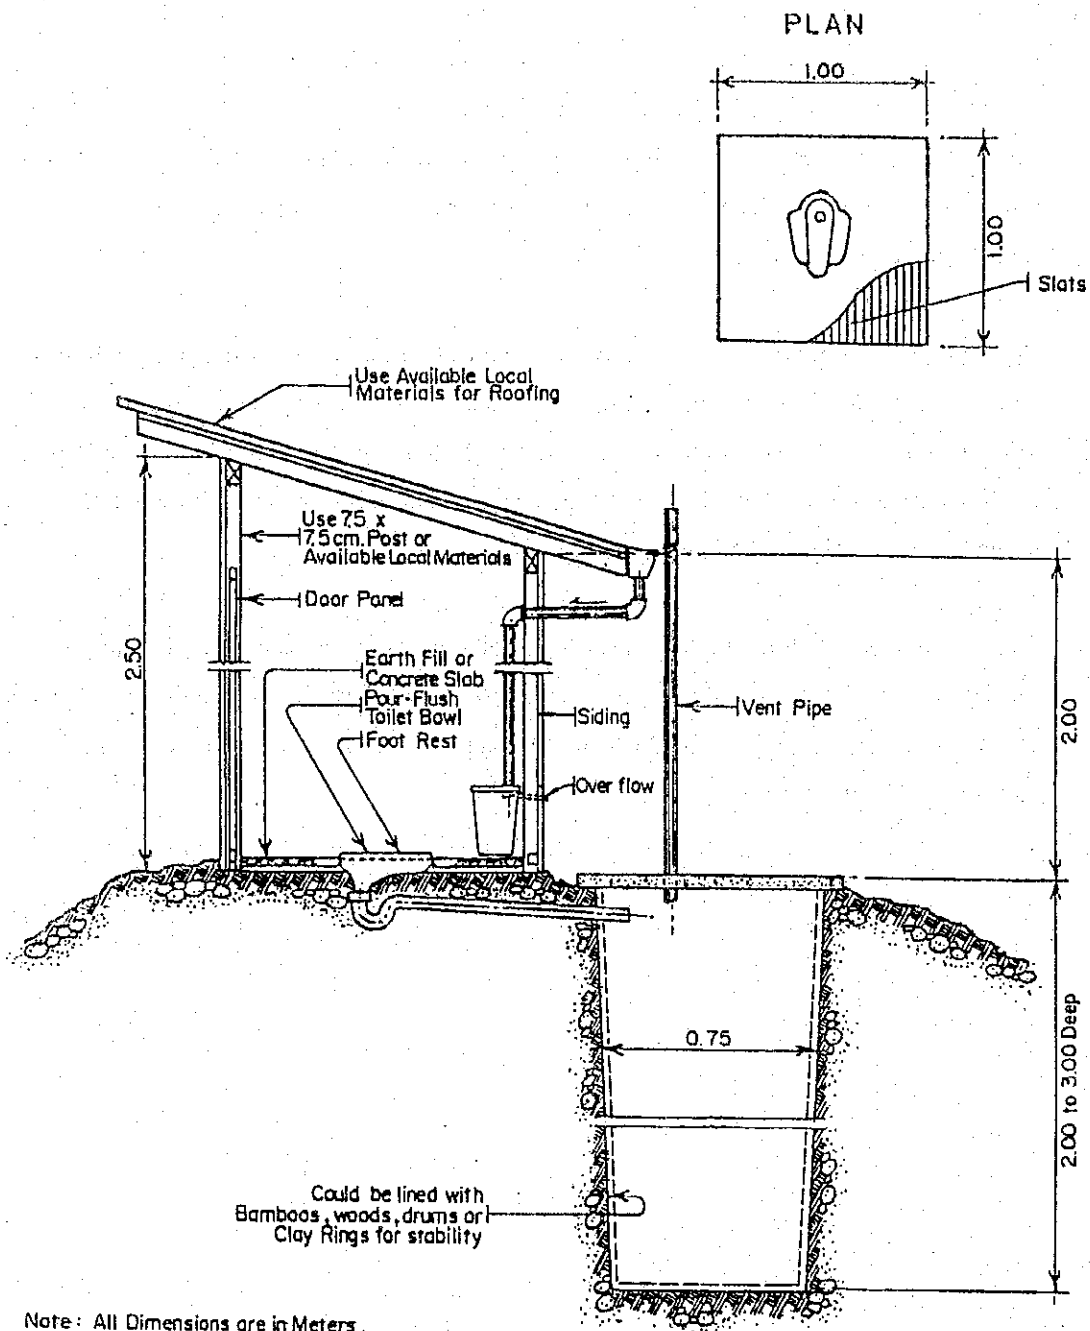 PLAN
1.00
1.00
Slats
Use Available Local
Materials for Roofing
Use 7.5 x
7.5 cm. Post or
Available Local Materials
Door Panel
2.50
Earth Fill or
Concrete Slab
Pour-Flush
Toilet Bowl
Foot Rest
Siding
Over flow
Vent Pipe
2.00
0.75
2.00 to 3.00 Deep
Could be lined with
Bamboos, woods, drums or
Clay Rings for stability
Note: All Dimensions are in Meters.